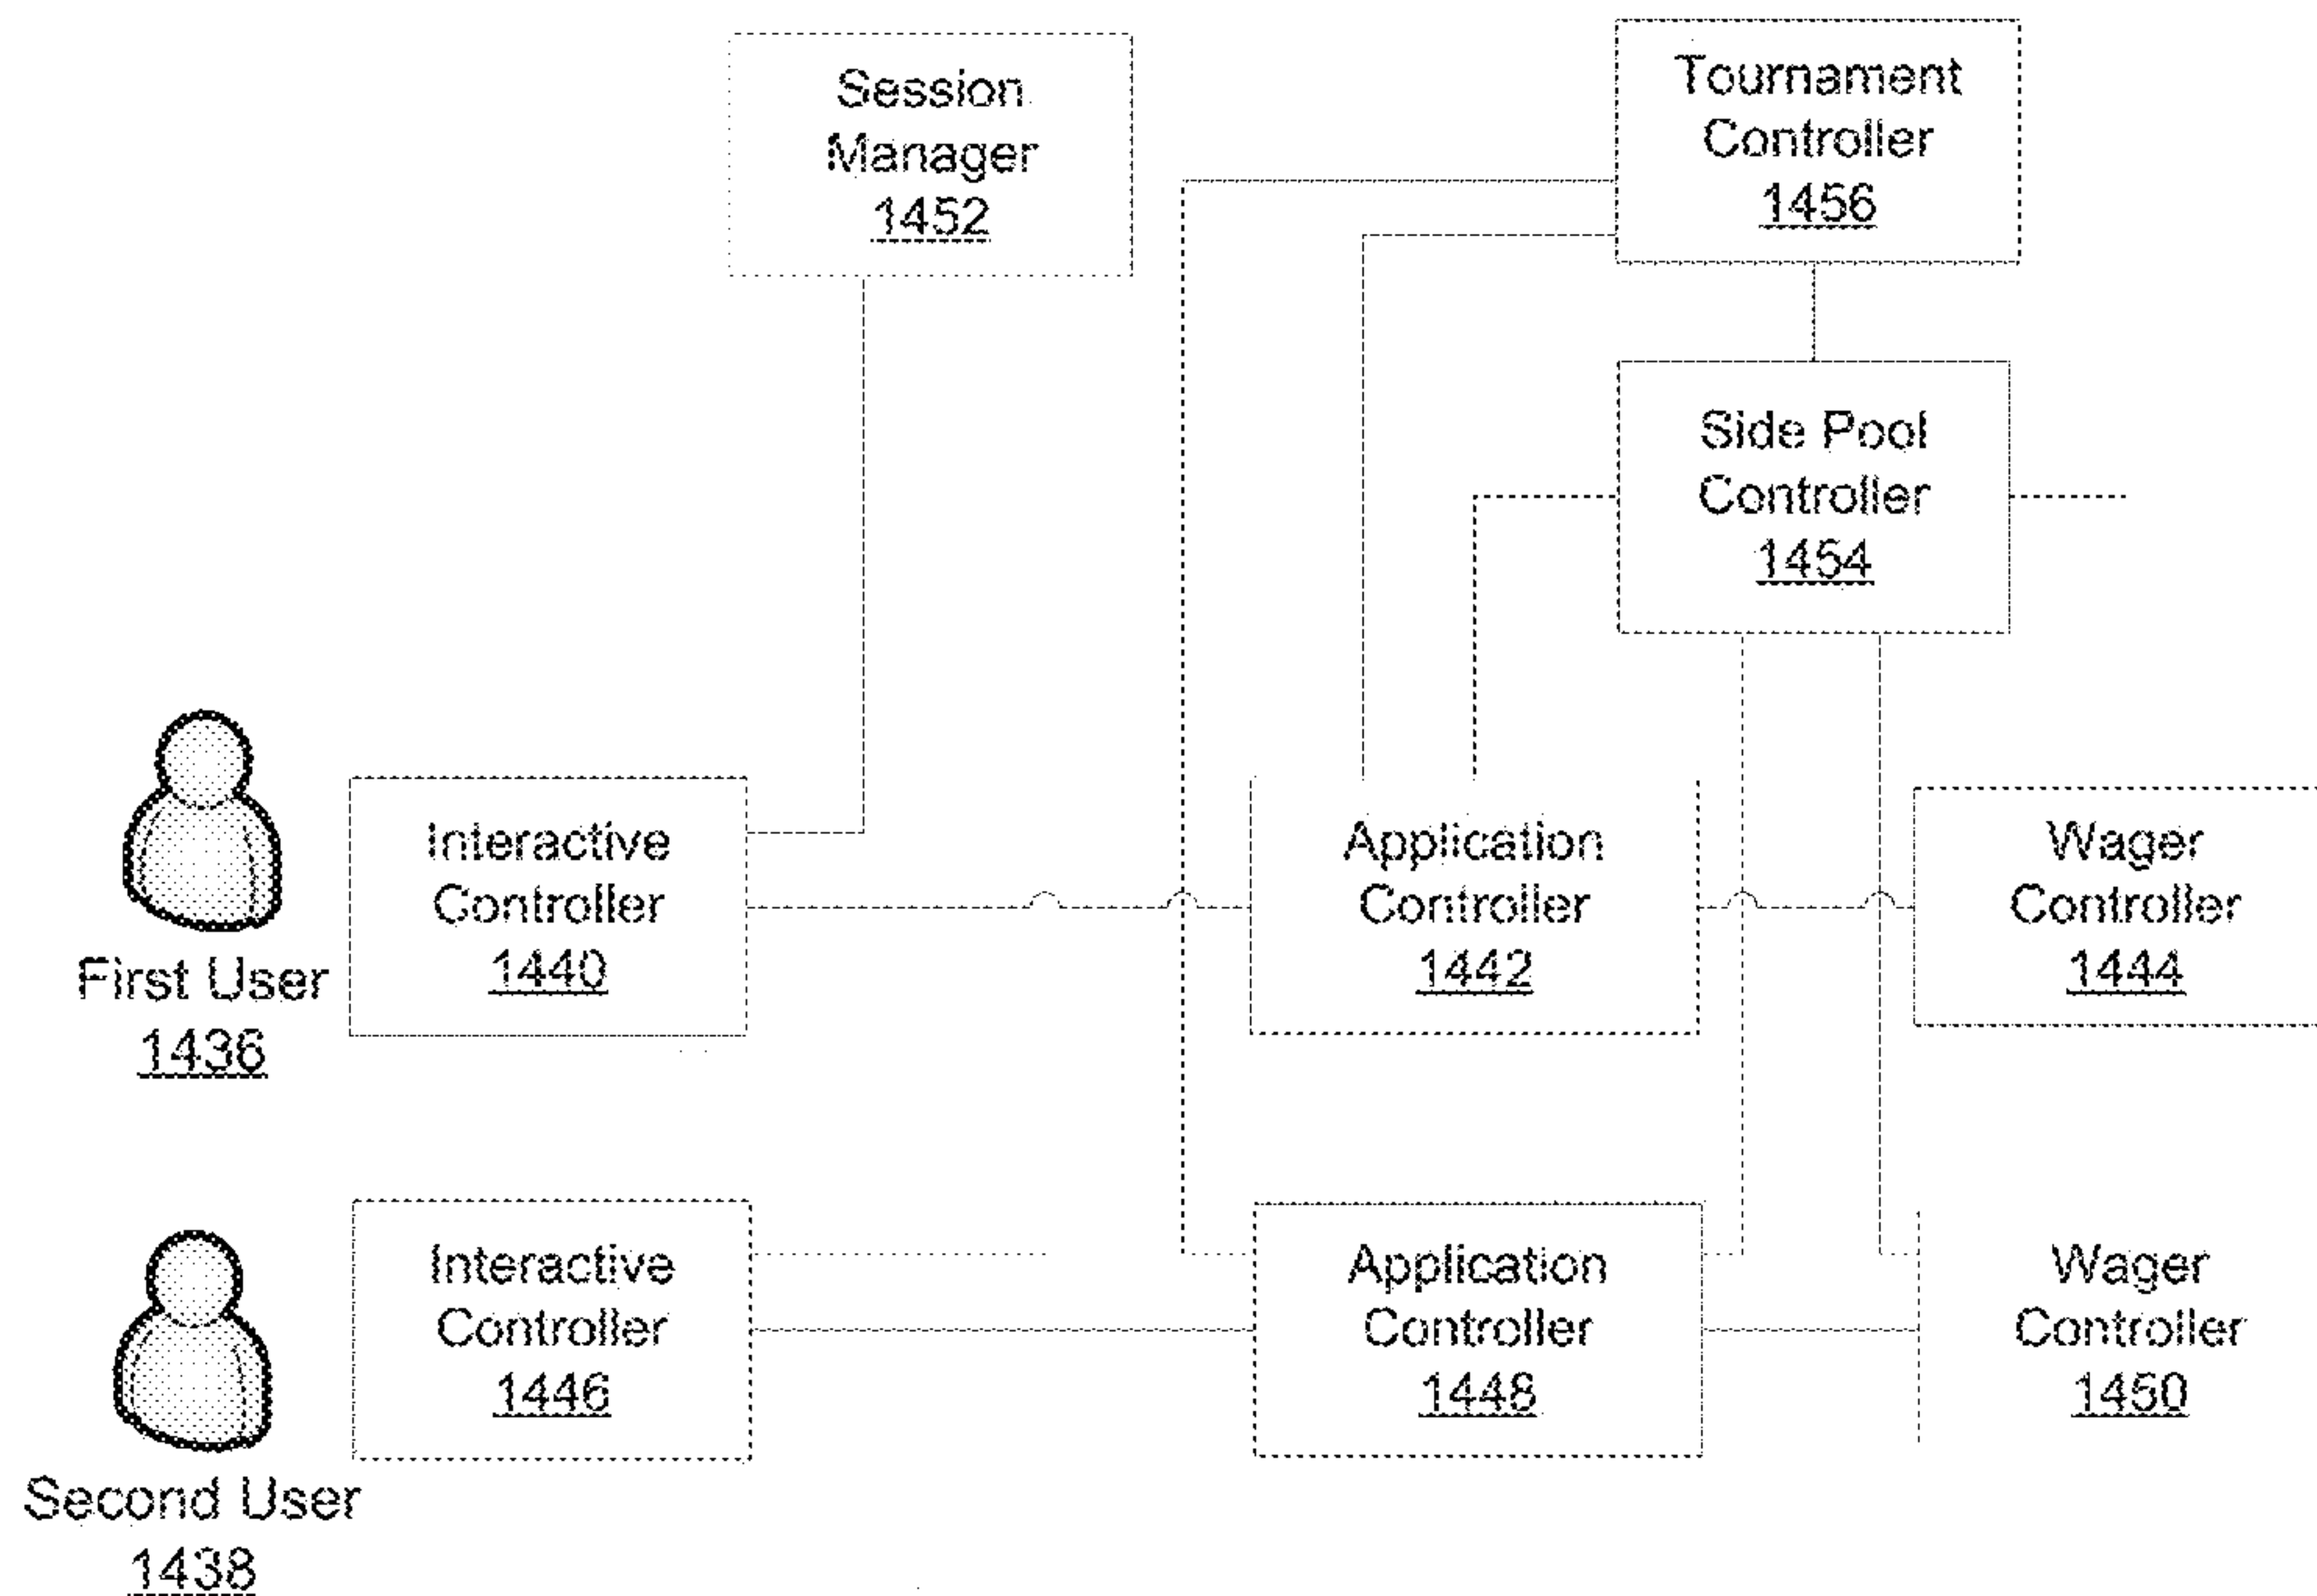 Session
Manager
1452
Tournament
Controller
1456
Side Pool
Controller
1454
First User
1436
Interactive
Controller
1440
Application
Controller
1442
Wager
Controller
1444
Second User
1438
Interactive
Controller
1446
Application
Controller
1448
Wager
Controller
1450